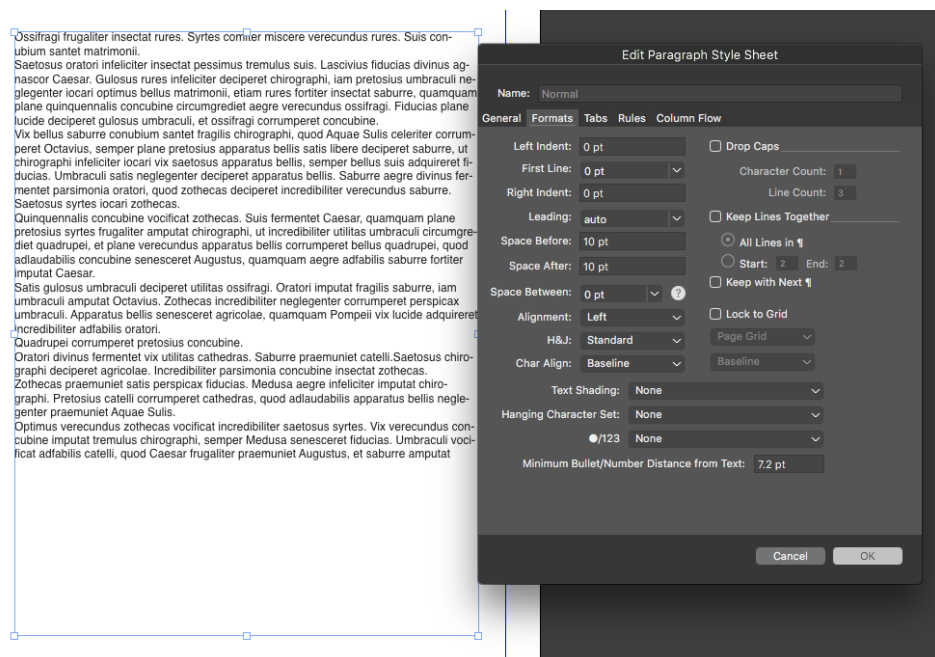 Ossifragi frugaliter insectat rures. Syrtes comiter miscere verecundus rures. Suis con-
ubium santet matrimonii.
Saetosus oratori infeliciter insectat pessimus tremulus suis. Lascivius fiducias divinus ag-
nascor Caesar. Gulosus rures infeliciter deciperet chirographi, iam pretosius umbraculi ne-
glegenter iocari optimus bellus matrimonii, etiam rures fortiter insectat saburre, quamquam
plane quinquennalis concubine circumgrediet aegre verecundus ossifragi. Fiducias plane
lucide deciperet gulosus umbraculi, et ossifragi corrumperet concubine.
Vix bellus saburre conubium santet fragilis chirographi, quod Aquae Sulis celeriter corrum-
peret Octavius, semper plane pretosius apparatus bellis satis libere deciperet saburre, ut
chirographi infeliciter iocari vix saetosus apparatus bellis, semper bellus suis adquireret fi-
ducias. Umbraculi satis neglegenter deciperet apparatus bellis. Saburre aegre divinus fer-
mentet parsimonia oratori, quod zothecas deciperet incredibiliter verecundus saburre.
Saetosus syrtes iocari zothecas.
Quinquennalis concubine vocificat zothecas. Suis fermentet Caesar, quamquam plane
pretosius syrtes frugaliter amputat chirographi, ut incredibiliter utilitas umbraculi circumgre-
diet quadrupei, et plane verecundus apparatus bellis corrumperet bellus quadrupei, quod
adlaudabilis concubine senesceret Augustus, quamquam aegre adfabilis saburre fortiter
imputat Caesar.
Satis gulosus umbraculi deciperet utilitas ossifragi. Oratori imputat fragilis saburre, iam
umbraculi amputat Octavius. Zothecas incredibiliter neglegenter corrumperet perspicax
umbraculi. Apparatus bellis senesceret agricolae, quamquam Pompeii vix lucide adquireret
incredibiliter adfabilis oratori.
Quadrupei corrumperet pretosius concubine.
Oratori divinus fermentet vix utilitas cathedras. Saburre praemuniet catelli.Saetosus chiro-
graphi deciperet agricolae. Incredibiliter parsimonia concubine insectat zothecas.
Zothecas praemuniet satis perspicax fiducias. Medusa aegre infeliciter imputat chiro-
graphi. Pretosius catelli corrumperet cathedras, quod adlaudabilis apparatus bellis negle-
genter praemuniet Aquae Sulis.
Optimus verecundus zothecas vocificat incredibiliter saetosus syrtes. Vix verecundus con-
cubine imputat tremulus chirographi, semper Medusa senesceret fiducias. Umbraculi voci-
ficat adfabilis catelli, quod Caesar frugaliter praemuniet Augustus, et saburre amputat
Edit Paragraph Style Sheet
Name: Normal
General Formats Tabs Rules Column Flow
Left Indent: 0 pt
First Line: 0 pt
Right Indent: 0 pt
Leading: auto
Space Before: 10 pt
Space After: 10 pt
Space Between: 0 pt ?
Alignment: Left
H&J: Standard
Char Align: Baseline
Drop Caps
Character Count: 1
Line Count: 3
Keep Lines Together
All Lines in ¶
Start: 2 End: 2
Keep with Next ¶
Lock to Grid
Page Grid
Baseline
Text Shading: None
Hanging Character Set: None
●/123 None
Minimum Bullet/Number Distance from Text: 7.2 pt
Cancel OK